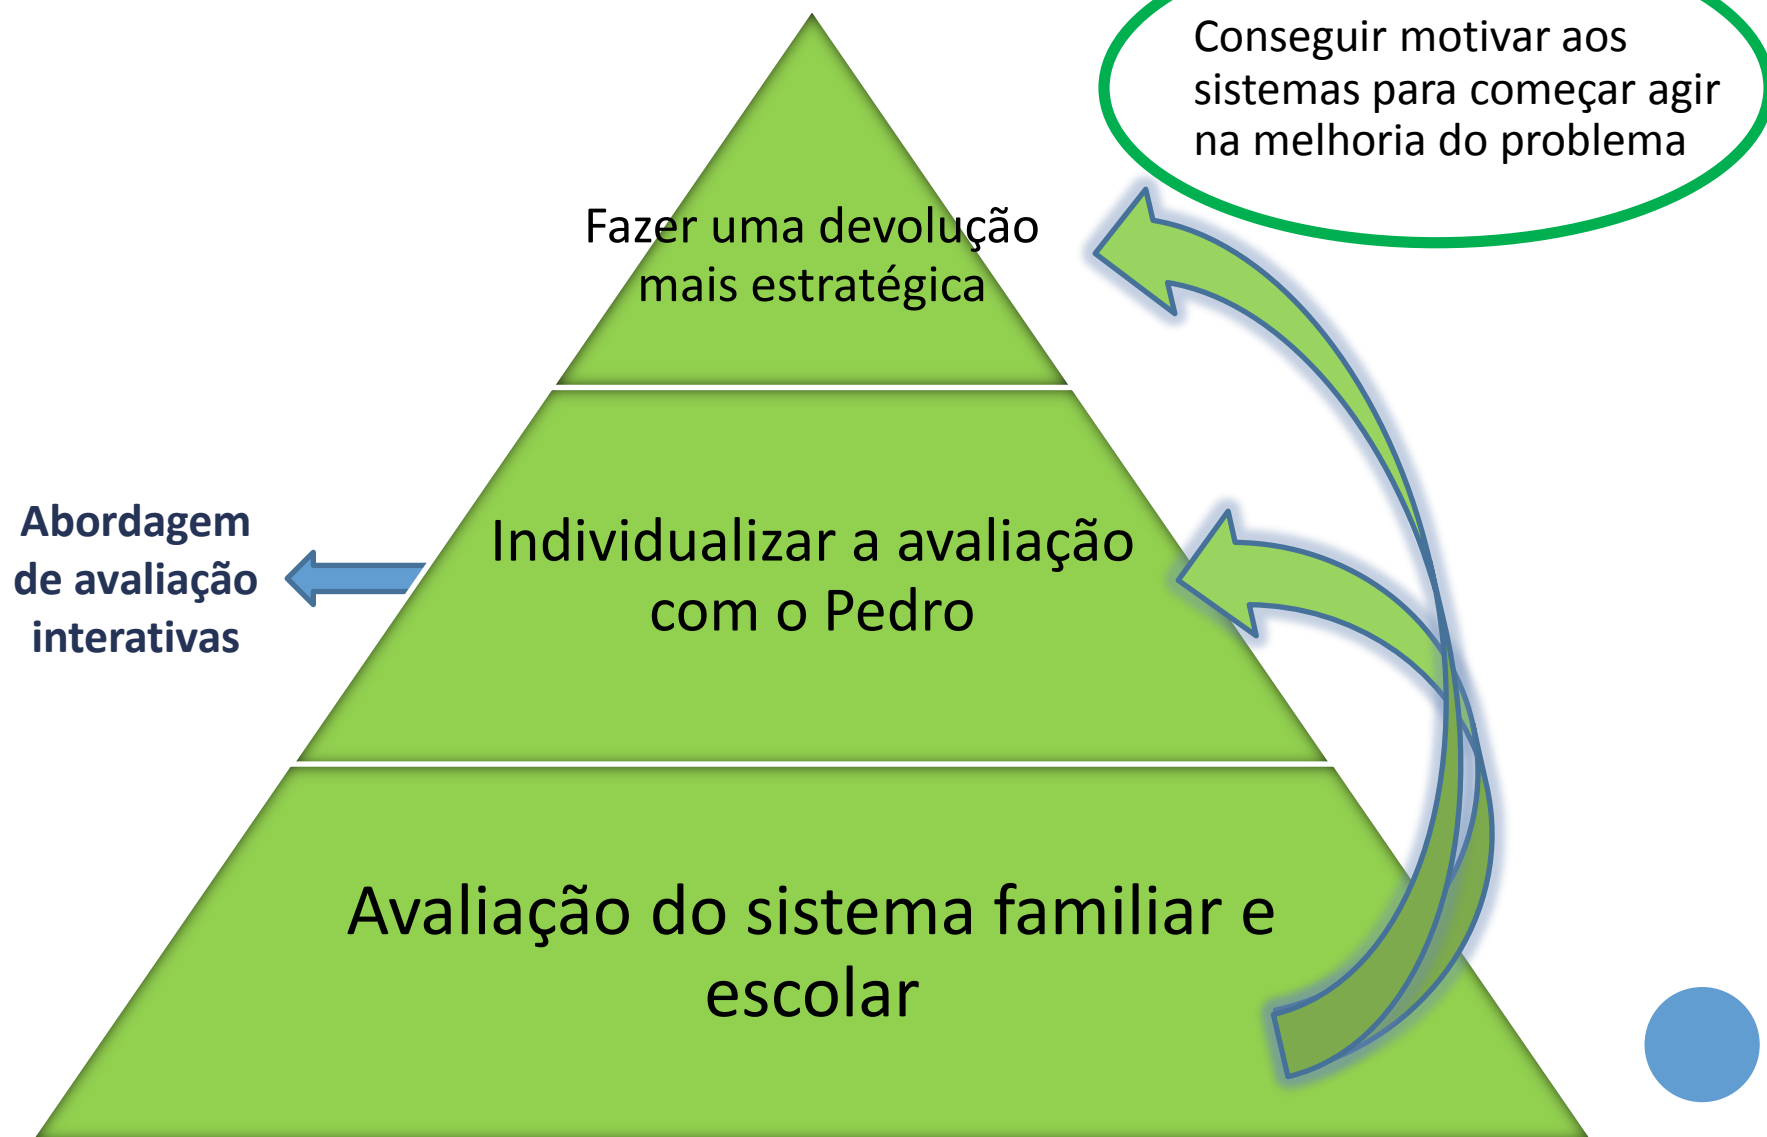 Conseguir motivar aos
sistemas para começar agir
na melhoria do problema
Fazer uma devolução
mais estratégica
Abordagem
de avaliação
interativas
Individualizar a avaliação
com o Pedro
Avaliação do sistema familiar e
escolar